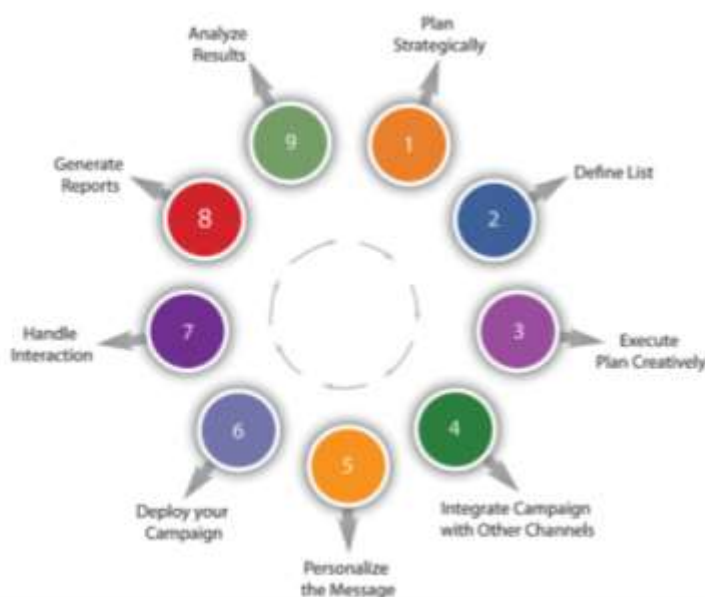 Plan
Strategically
1
Define List
2
Execute
Plan Creatively
3
Integrate Campaign
with Other Channels
4
Personalize
the Message
5
Deploy your
Campaign
6
Handle
Interaction
7
Generate
Reports
8
Analyze
Results
9